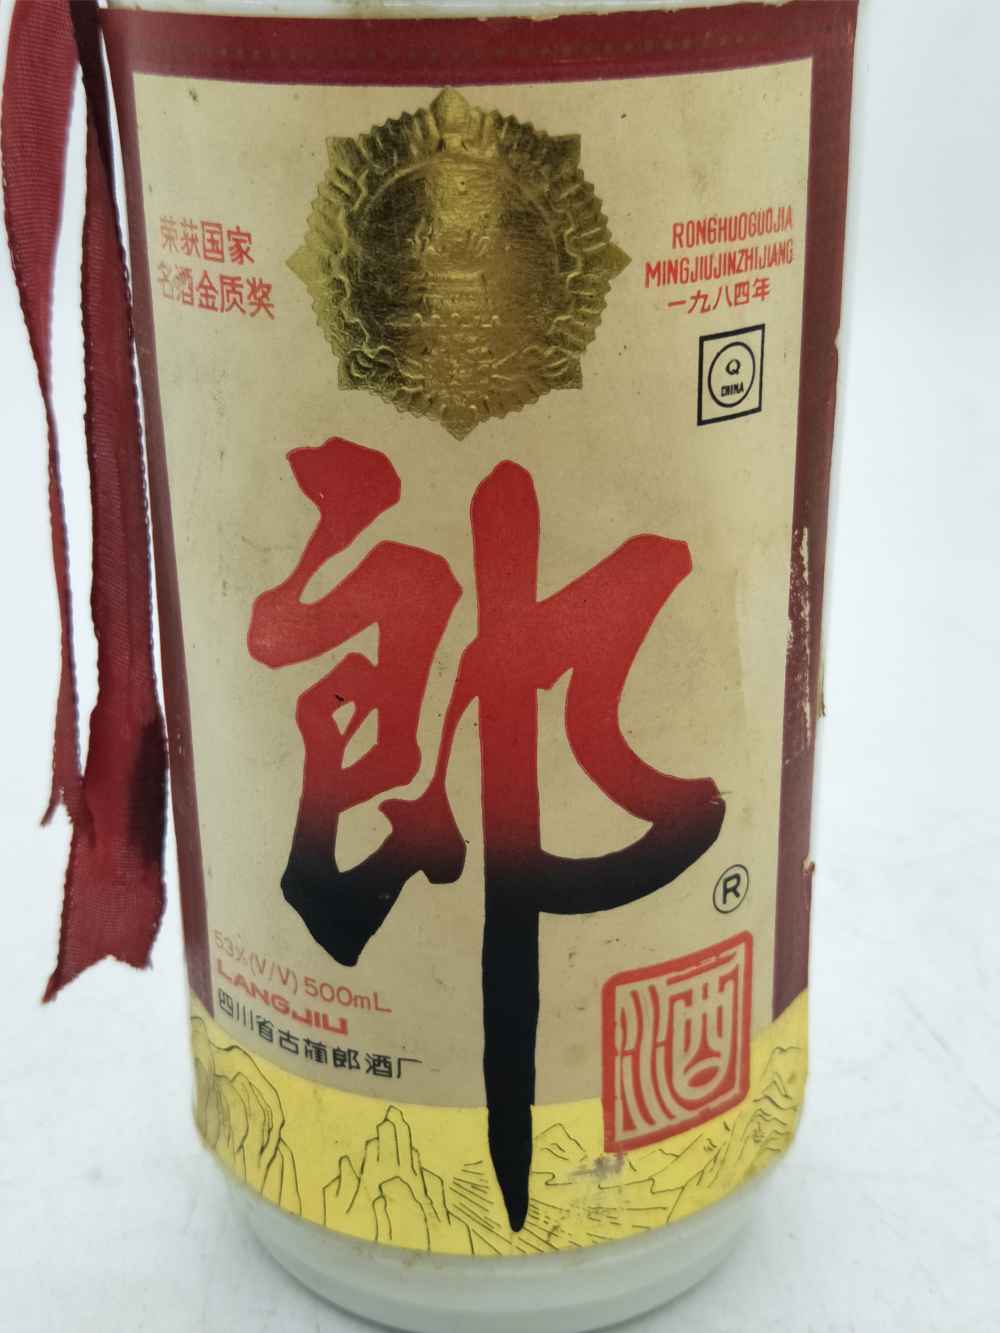 荣获国家
名酒金质奖
RONGHUOGUOJIA
MINGJIUJINZHIJIANG
一九八四年
Q
CHINA
郎
®
酒
53%(V/V) 500mL
LANGJIU
四川省古蔺郎酒厂